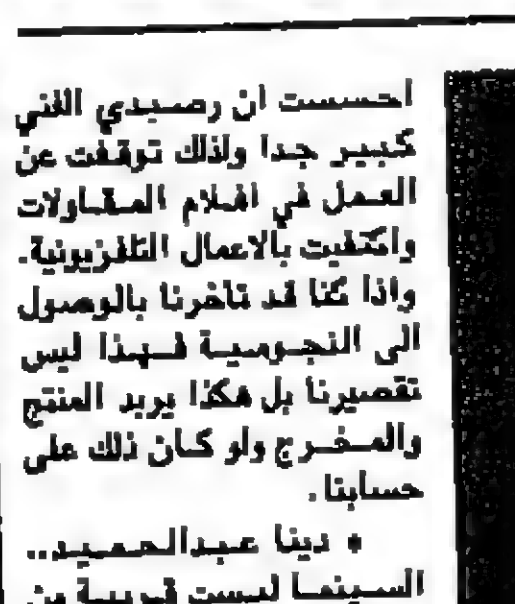 احسست ان رصيدي الفني
كبير جدا ولذلك توقفت عن
العمل في افلام المقاولات
واكتفيت بالاعمال التلفزيونية.
واذا كنا قد تاخرنا بالوصول
الى النجومية فهذا ليس
تقصيرنا بل هكذا يريد المنتج
والمخرج ولو كان ذلك على
حسابنا.
• دينا عبدالحميد..
السينما ليست قريبة من